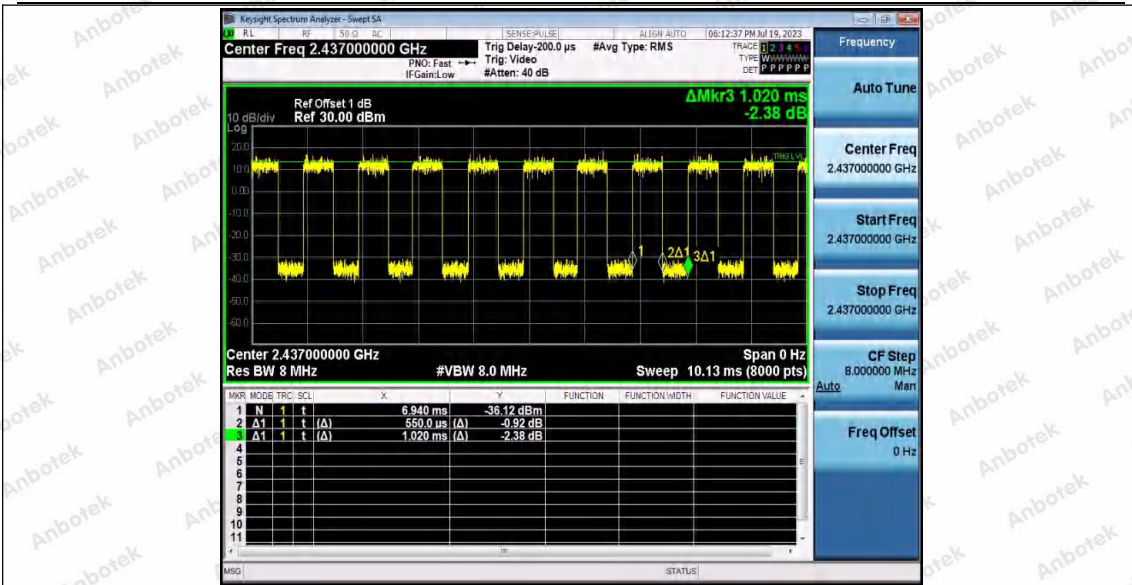 Keysight Spectrum Analyzer - Swept SA
RL RF 50 Ω AC SENSE:PULSE ALIGN AUTO 06:12:37 PM Jul 19, 2023
Center Freq 2.437000000 GHz
PNO: Fast
IFGain:Low
Trig Delay-200.0 µs
Trig: Video
#Atten: 40 dB
#Avg Type: RMS
TRACE 1 2 3 4 5 6
TYPE WWWWWW
DET P P P P P P
ΔMkr3 1.020 ms
-2.38 dB
Ref Offset 1 dB
10 dB/div Ref 30.00 dBm
Log
20.0
10.0
0.00
-10.0
-20.0
-30.0
-40.0
-50.0
-60.0
TRIG LVL
1 2Δ1 3Δ1
Center 2.437000000 GHz Span 0 Hz
Res BW 8 MHz #VBW 8.0 MHz Sweep 10.13 ms (8000 pts)
MKR MODE TRC SCL X Y FUNCTION FUNCTION WIDTH FUNCTION VALUE
1 N 1 t 6.940 ms -36.12 dBm
2 Δ1 1 t (Δ) 550.0 µs (Δ) -0.92 dB
3 Δ1 1 t (Δ) 1.020 ms (Δ) -2.38 dB
4
5
6
7
8
9
10
11
MSG STATUS
Frequency
Auto Tune
Center Freq
2.437000000 GHz
Start Freq
2.437000000 GHz
Stop Freq
2.437000000 GHz
CF Step
8.000000 MHz
Auto Man
Freq Offset
0 Hz
Anbotek